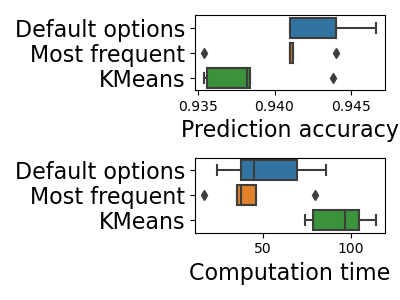 Default options
Most frequent
KMeans
0.935 0.940 0.945
Prediction accuracy
Default options
Most frequent
KMeans
50 100
Computation time